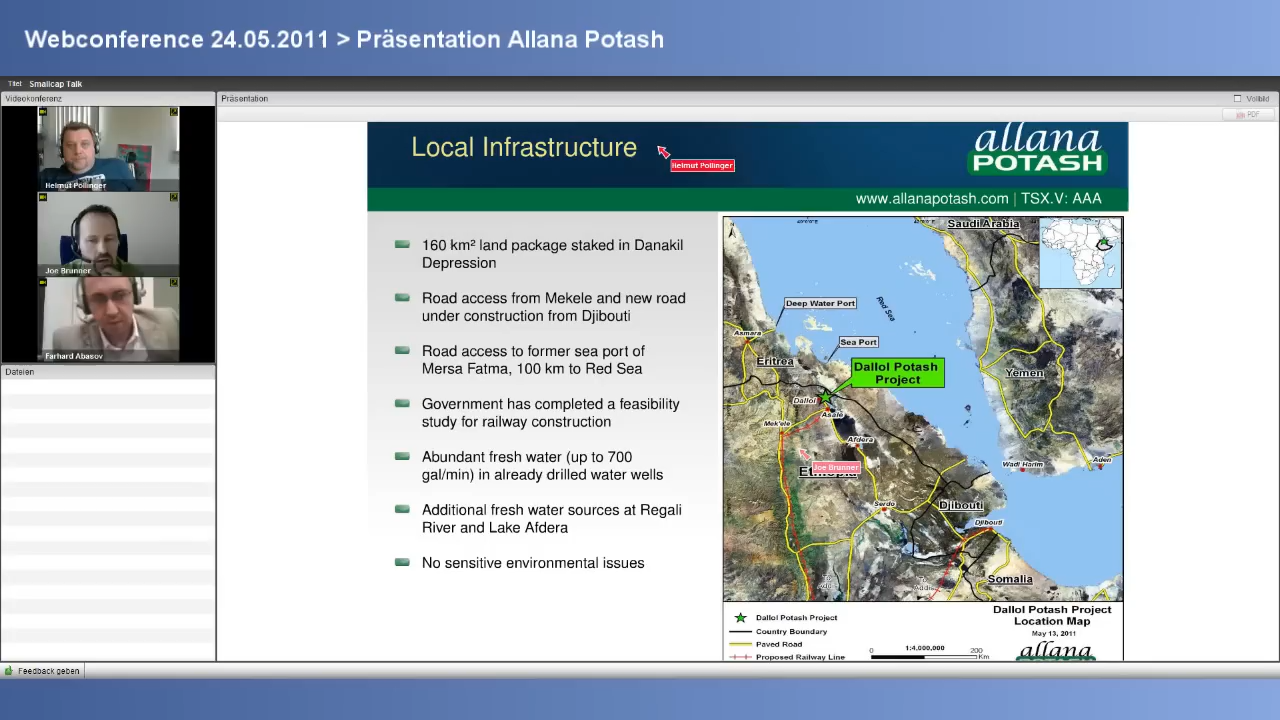 Webconference 24.05.2011 > Präsentation Allana Potash
Titel Smallcap Talk
Videokonferenz
Helmut Pollinger
Joe Brunner
Farhard Abasov
Dateien
Präsentation
Vollbild
PDF
Local Infrastructure
Helmut Pollinger
allana
POTASH
www.allanapotash.com | TSX.V: AAA
160 km² land package staked in Danakil
Depression
Road access from Mekele and new road
under construction from Djibouti
Road access to former sea port of
Mersa Fatma, 100 km to Red Sea
Government has completed a feasibility
study for railway construction
Abundant fresh water (up to 700
gal/min) in already drilled water wells
Additional fresh water sources at Regali
River and Lake Afdera
No sensitive environmental issues
Saudi Arabia
Deep Water Port
Red Sea
Asmara
Sea Port
Eritrea
Dallol Potash
Project
Yemen
Dallol
Asale
Mek'ele
Afdera
Joe Brunner
Wadi Harim
Aden
Serdo
Djibouti
Djibouti
Somalia
Dallol Potash Project
Country Boundary
Paved Road
Proposed Railway Line
1:4,000,000
0
200
Km
Dallol Potash Project
Location Map
May 13, 2011
allana
Feedback geben